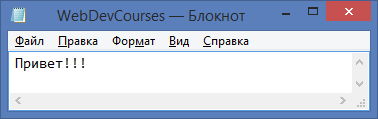 WebDevCourses — Блокнот
Файл Правка Формат Вид Справка
Привет!!!